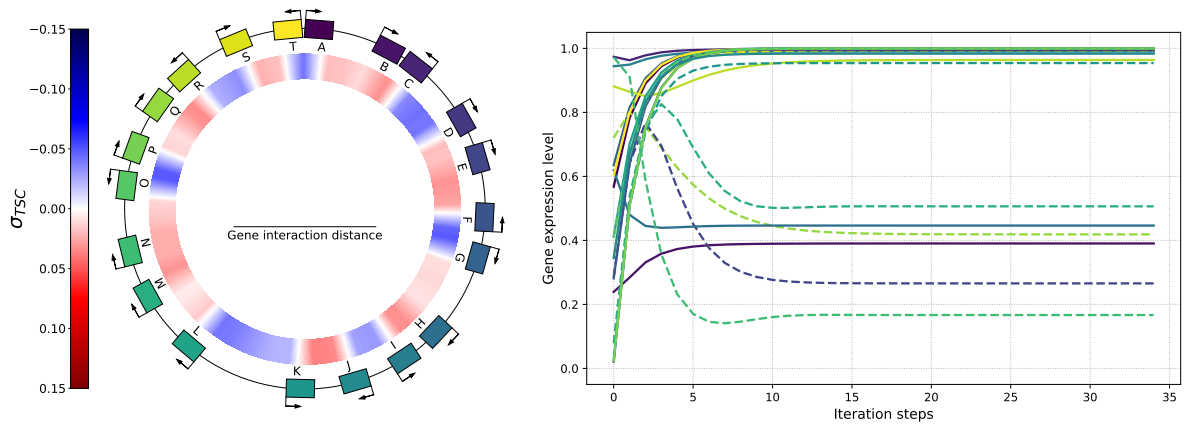 −0.15
−0.10
−0.05
0.00
0.05
0.10
0.15
σTSC
A
B
C
D
E
F
G
H
I
J
K
L
M
N
O
P
Q
R
S
T
Gene interaction distance
Gene expression level
1.0
0.8
0.6
0.4
0.2
0.0
0
5
10
15
20
25
30
35
Iteration steps